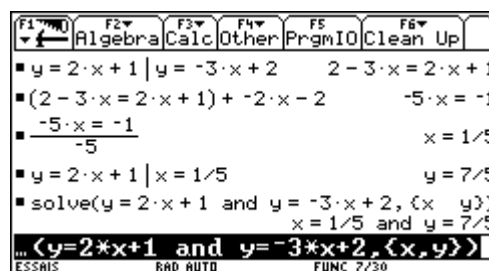 F1 F2 F3 F4 F5 F6
Algebra Calc Other PrgmIO Clean Up
▪ y = 2·x + 1 | y = -3·x + 2 2 - 3·x = 2·x + 1
▪ (2 - 3·x = 2·x + 1) + -2·x - 2 -5·x = -1
▪ -5·x = -1
-5 x = 1/5
▪ y = 2·x + 1 | x = 1/5 y = 7/5
▪ solve(y = 2·x + 1 and y = -3·x + 2, {x y})
x = 1/5 and y = 7/5
…(y=2*x+1 and y=-3*x+2,{x,y})
ESSAIS RAD AUTO FUNC 7/30